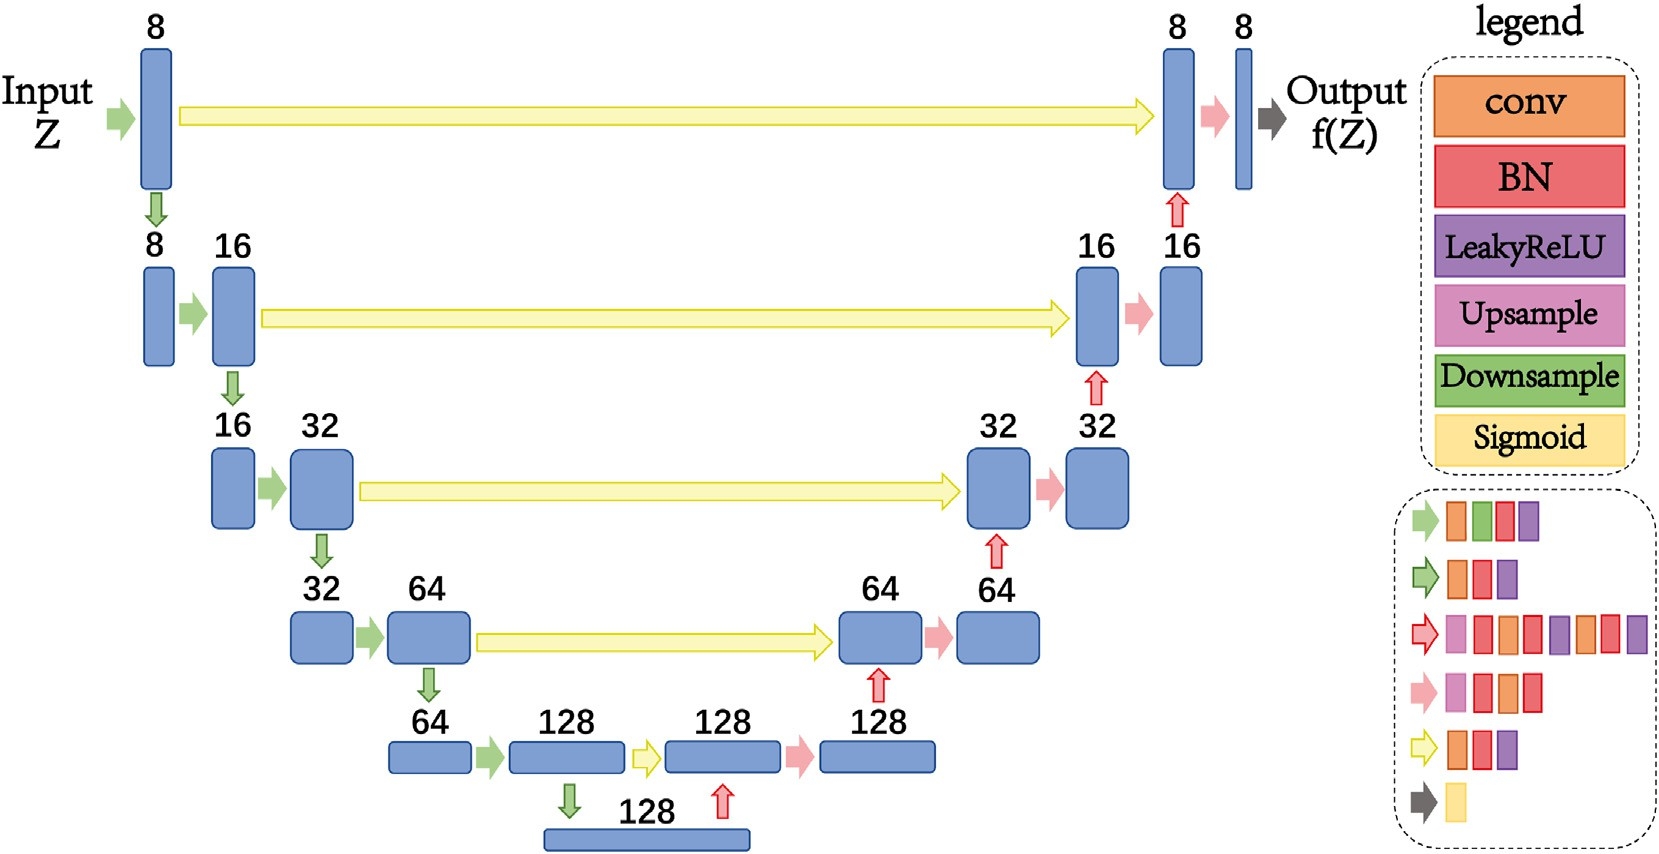 8
8
8
legend
Input
Z
Output
f(Z)
conv
BN
LeakyReLU
Upsample
Downsample
Sigmoid
8
16
16
16
16
32
32
32
32
64
64
64
64
128
128
128
128